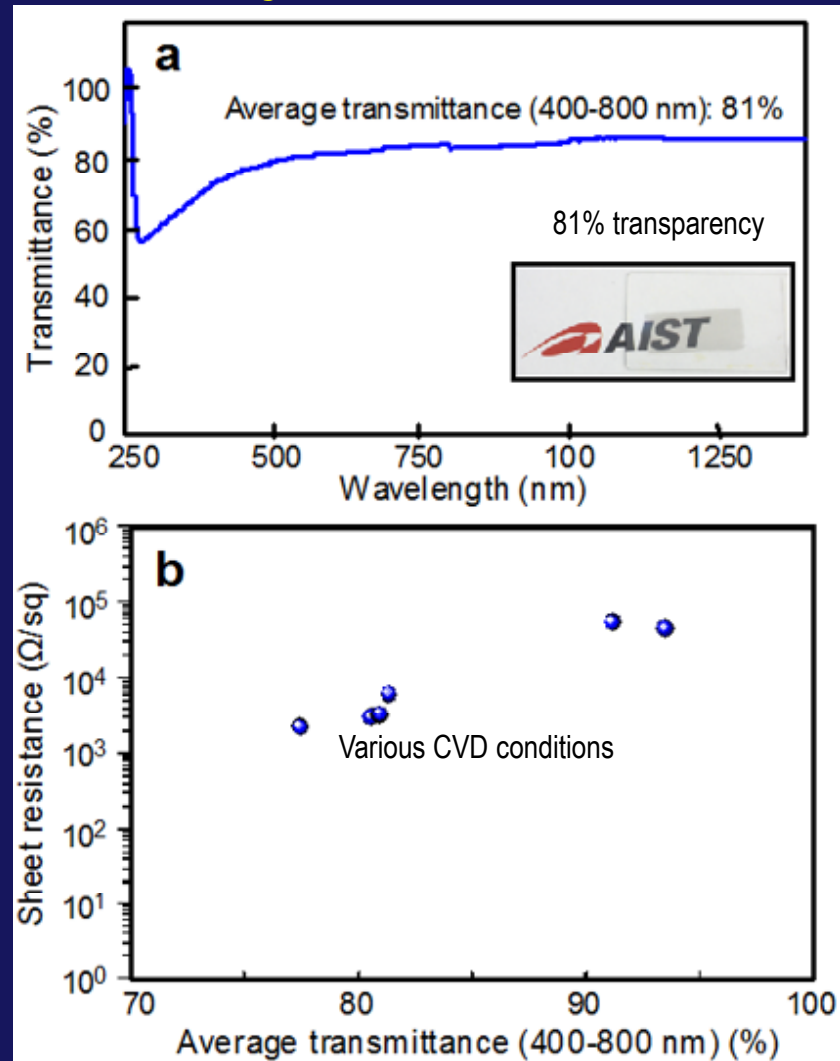 a
Average transmittance (400-800 nm): 81%
100
80
60
40
20
0
Transmittance (%)
81% transparency
AIST
250 500 750 100 1250
Wavelength (nm)
b
10⁶
10⁵
10⁴
10³
10²
10¹
10⁰
Sheet resistance (Ω/sq)
Various CVD conditions
70 80 90 100
Average transmittance (400-800 nm) (%)